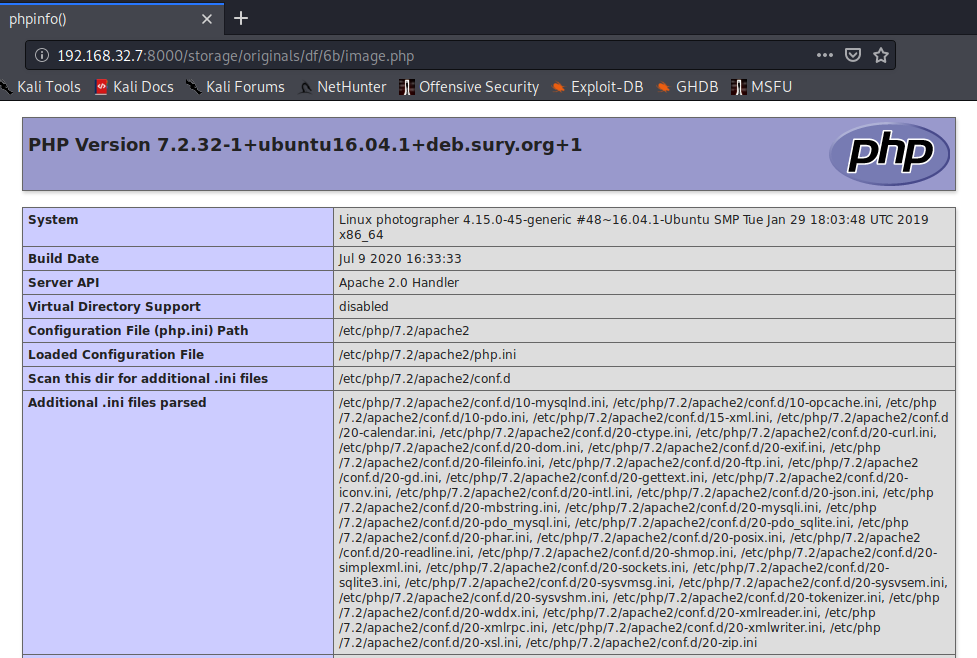 phpinfo()
192.168.32.7:8000/storage/originals/df/6b/image.php
Kali Tools Kali Docs Kali Forums NetHunter Offensive Security Exploit-DB GHDB MSFU
PHP Version 7.2.32-1+ubuntu16.04.1+deb.sury.org+1
php
System Linux photographer 4.15.0-45-generic #48~16.04.1-Ubuntu SMP Tue Jan 29 18:03:48 UTC 2019
x86_64
Build Date Jul 9 2020 16:33:33
Server API Apache 2.0 Handler
Virtual Directory Support disabled
Configuration File (php.ini) Path /etc/php/7.2/apache2
Loaded Configuration File /etc/php/7.2/apache2/php.ini
Scan this dir for additional .ini files /etc/php/7.2/apache2/conf.d
Additional .ini files parsed /etc/php/7.2/apache2/conf.d/10-mysqlnd.ini, /etc/php/7.2/apache2/conf.d/10-opcache.ini, /etc/php
/7.2/apache2/conf.d/10-pdo.ini, /etc/php/7.2/apache2/conf.d/15-xml.ini, /etc/php/7.2/apache2/conf.d
/20-calendar.ini, /etc/php/7.2/apache2/conf.d/20-ctype.ini, /etc/php/7.2/apache2/conf.d/20-curl.ini,
/etc/php/7.2/apache2/conf.d/20-dom.ini, /etc/php/7.2/apache2/conf.d/20-exif.ini, /etc/php
/7.2/apache2/conf.d/20-fileinfo.ini, /etc/php/7.2/apache2/conf.d/20-ftp.ini, /etc/php/7.2/apache2
/conf.d/20-gd.ini, /etc/php/7.2/apache2/conf.d/20-gettext.ini, /etc/php/7.2/apache2/conf.d/20-
iconv.ini, /etc/php/7.2/apache2/conf.d/20-intl.ini, /etc/php/7.2/apache2/conf.d/20-json.ini, /etc/php
/7.2/apache2/conf.d/20-mbstring.ini, /etc/php/7.2/apache2/conf.d/20-mysqli.ini, /etc/php
/7.2/apache2/conf.d/20-pdo_mysql.ini, /etc/php/7.2/apache2/conf.d/20-pdo_sqlite.ini, /etc/php
/7.2/apache2/conf.d/20-phar.ini, /etc/php/7.2/apache2/conf.d/20-posix.ini, /etc/php/7.2/apache2
/conf.d/20-readline.ini, /etc/php/7.2/apache2/conf.d/20-shmop.ini, /etc/php/7.2/apache2/conf.d/20-
simplexml.ini, /etc/php/7.2/apache2/conf.d/20-sockets.ini, /etc/php/7.2/apache2/conf.d/20-
sqlite3.ini, /etc/php/7.2/apache2/conf.d/20-sysvmsg.ini, /etc/php/7.2/apache2/conf.d/20-sysvsem.ini,
/etc/php/7.2/apache2/conf.d/20-sysvshm.ini, /etc/php/7.2/apache2/conf.d/20-tokenizer.ini, /etc/php
/7.2/apache2/conf.d/20-wddx.ini, /etc/php/7.2/apache2/conf.d/20-xmlreader.ini, /etc/php
/7.2/apache2/conf.d/20-xmlrpc.ini, /etc/php/7.2/apache2/conf.d/20-xmlwriter.ini, /etc/php
/7.2/apache2/conf.d/20-xsl.ini, /etc/php/7.2/apache2/conf.d/20-zip.ini